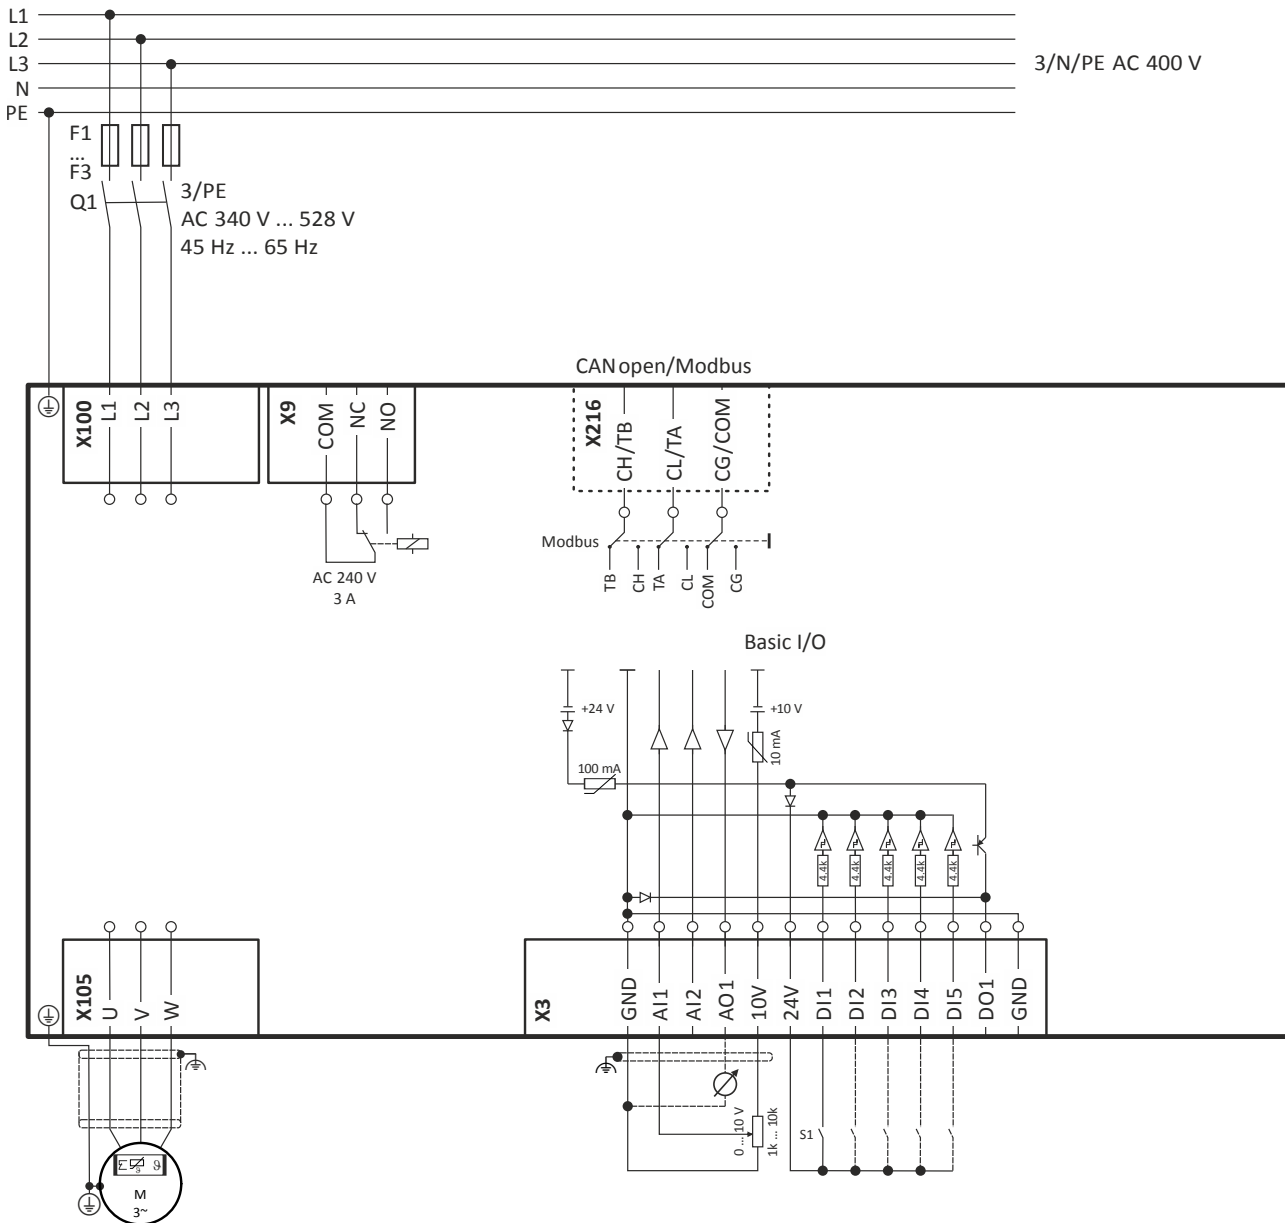 L1
L2
L3
N
PE
3/N/PE AC 400 V
F1
...
F3
Q1
3/PE
AC 340 V ... 528 V
45 Hz ... 65 Hz
CANopen/Modbus
X100
L1
L2
L3
X9
COM
NC
NO
X216
CH/TB
CL/TA
CG/COM
AC 240 V
3 A
Modbus
TB
CH
TA
CL
COM
CG
Basic I/O
+24 V
+10 V
10 mA
100 mA
4.4k
4.4k
4.4k
4.4k
4.4k
X105
U
V
W
X3
GND
AI1
AI2
AO1
10V
24V
DI1
DI2
DI3
DI4
DI5
DO1
GND
0 ... 10 V
1k ... 10k
S1
ϑ
M
3~